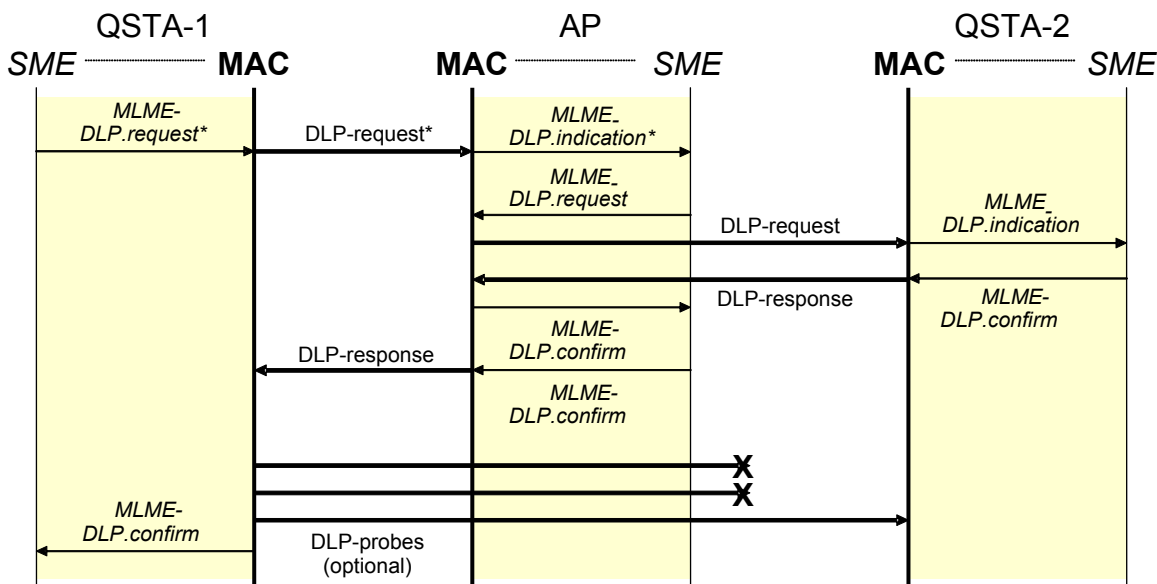 QSTA-1 AP QSTA-2
SME MAC MAC SME MAC SME
MLME-
DLP.request*
DLP-request*
MLME-
DLP.indication*
MLME-
DLP.request
DLP-request
MLME-
DLP.indication
DLP-response
MLME-
DLP.confirm
MLME-
DLP.confirm
DLP-response
MLME-
DLP.confirm
X
X
MLME-
DLP.confirm
DLP-probes
(optional)